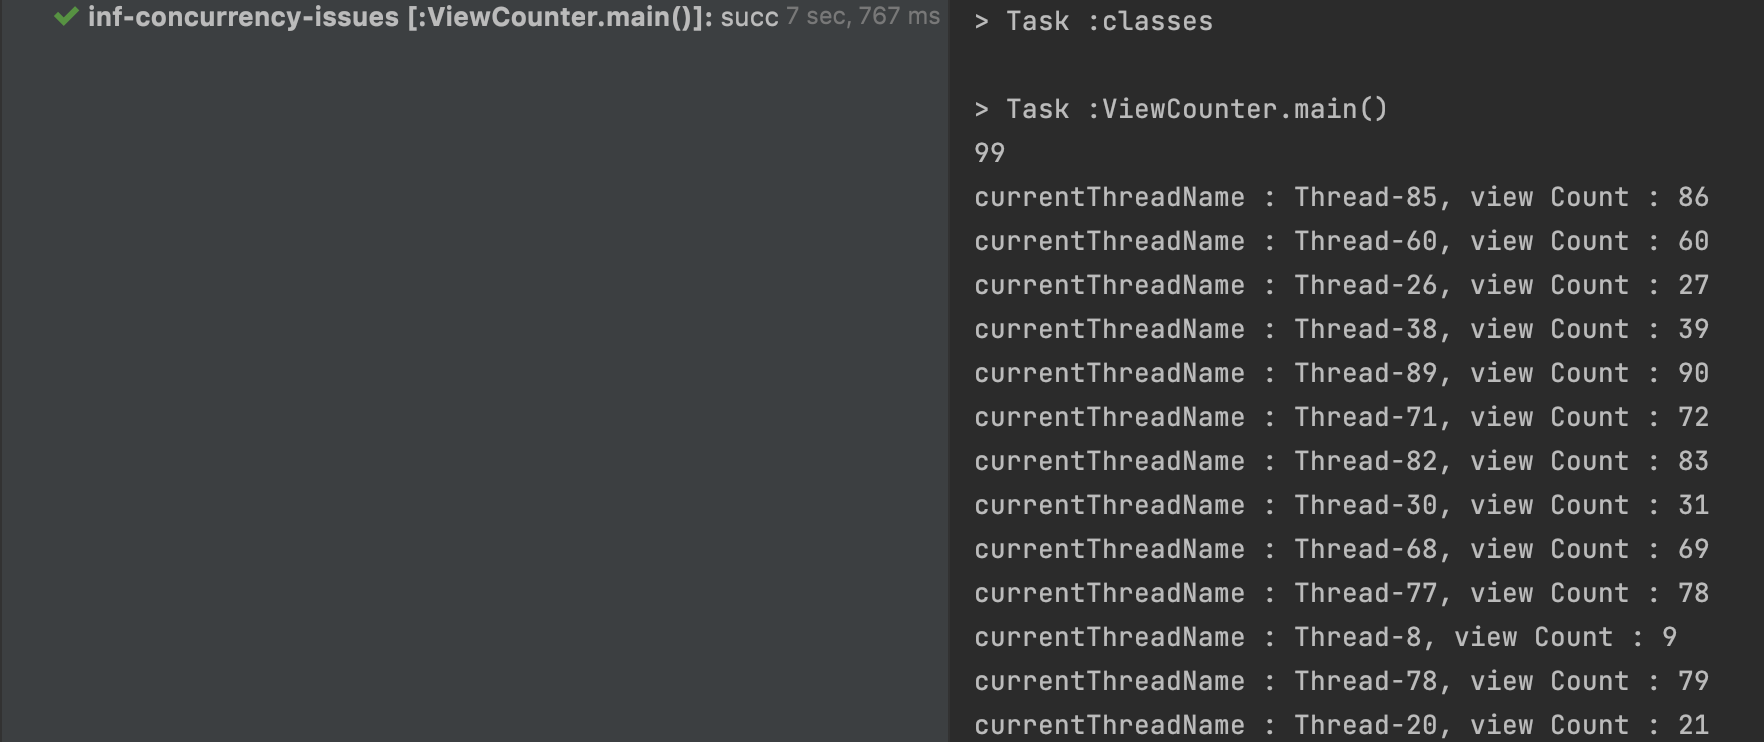 inf-concurrency-issues [:ViewCounter.main()]: succ 7 sec, 767 ms
> Task :classes
> Task :ViewCounter.main()
99
currentThreadName : Thread-85, view Count : 86
currentThreadName : Thread-60, view Count : 60
currentThreadName : Thread-26, view Count : 27
currentThreadName : Thread-38, view Count : 39
currentThreadName : Thread-89, view Count : 90
currentThreadName : Thread-71, view Count : 72
currentThreadName : Thread-82, view Count : 83
currentThreadName : Thread-30, view Count : 31
currentThreadName : Thread-68, view Count : 69
currentThreadName : Thread-77, view Count : 78
currentThreadName : Thread-8, view Count : 9
currentThreadName : Thread-78, view Count : 79
currentThreadName : Thread-20, view Count : 21